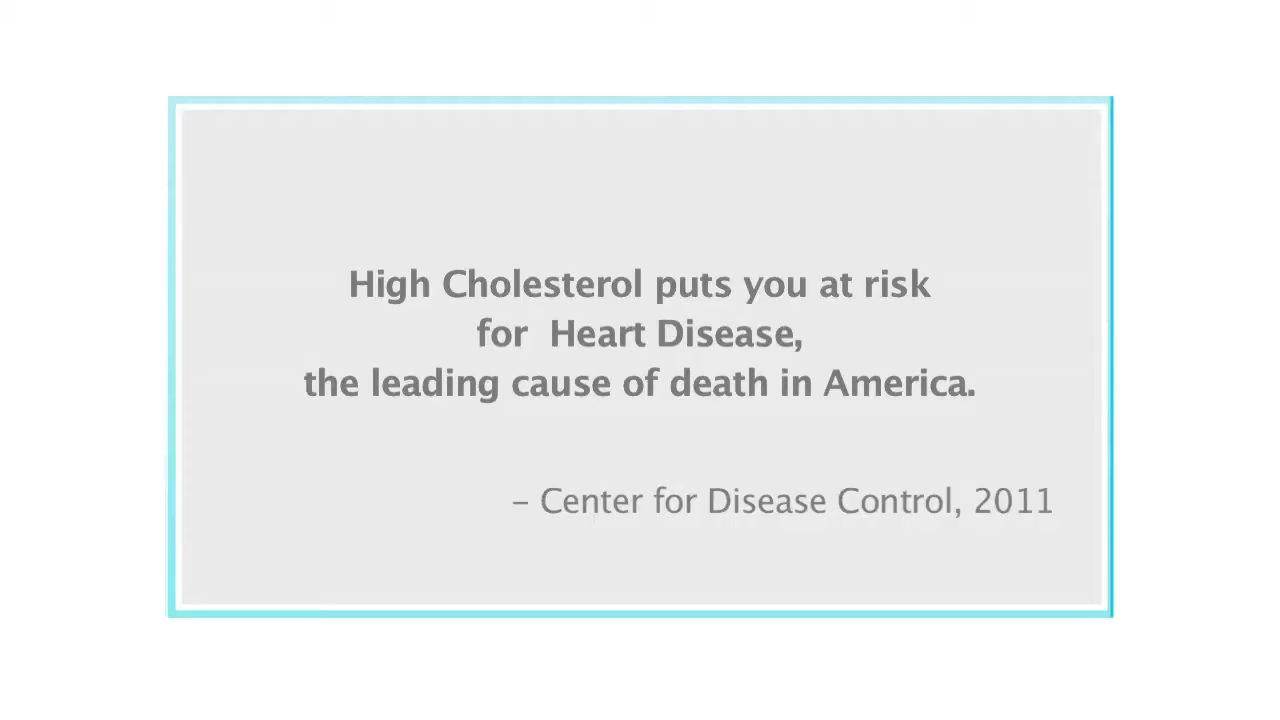 High Cholesterol puts you at risk
for  Heart Disease,
the leading cause of death in America.
– Center for Disease Control, 2011